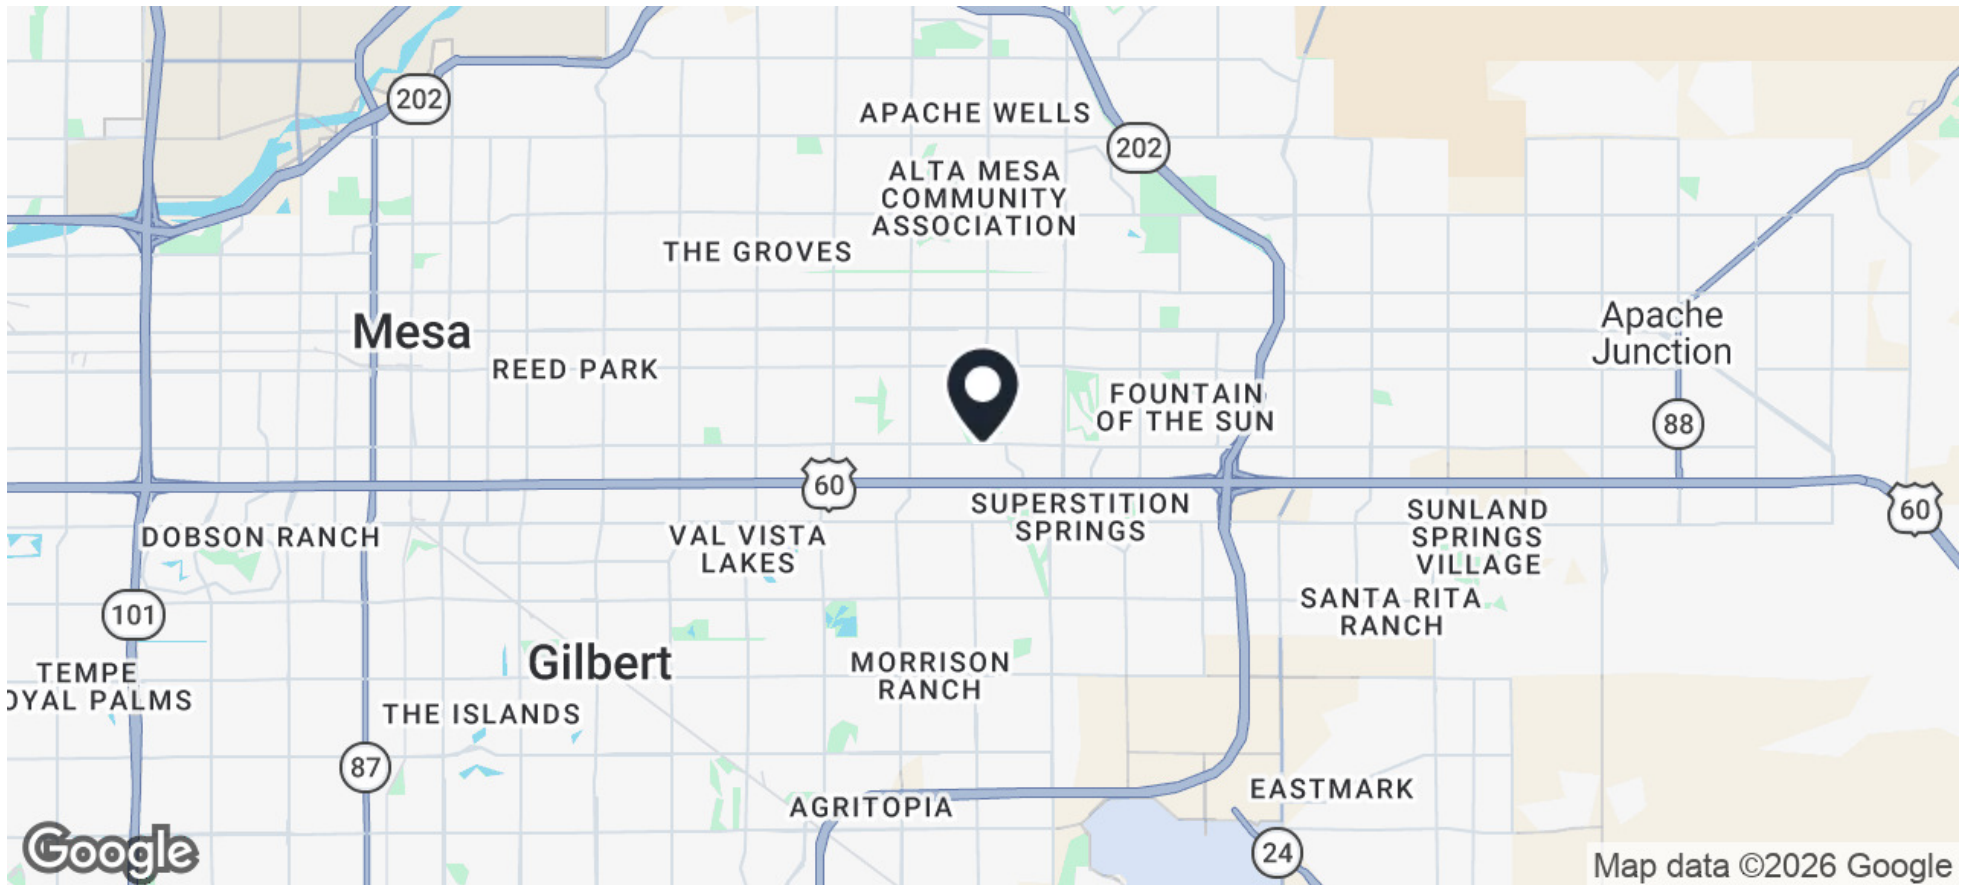 202
APACHE WELLS
202
ALTA MESA
COMMUNITY
ASSOCIATION
THE GROVES
Mesa
Apache
Junction
REED PARK
FOUNTAIN
OF THE SUN
88
60
SUPERSTITION
SPRINGS
SUNLAND
SPRINGS
VILLAGE
60
DOBSON RANCH
VAL VISTA
LAKES
101
SANTA RITA
RANCH
Gilbert
MORRISON
RANCH
TEMPE
OYAL PALMS
THE ISLANDS
87
AGRITOPIA
EASTMARK
24
Google
Map data ©2026 Google